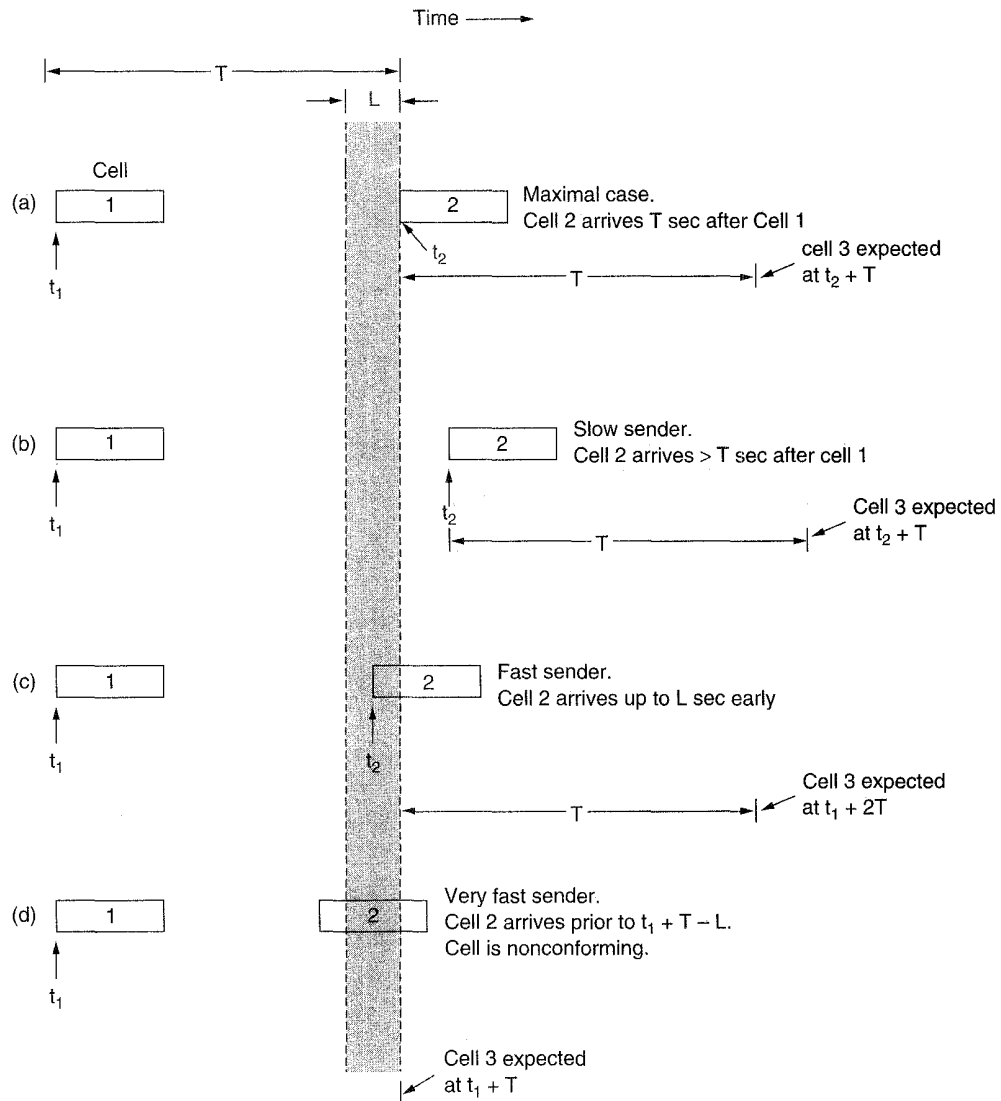 Time
T
L
Cell
(a)
1
2
Maximal case.
Cell 2 arrives T sec after Cell 1
t1
t2
T
cell 3 expected
at t2 + T
(b)
1
2
Slow sender.
Cell 2 arrives > T sec after cell 1
t1
t2
T
Cell 3 expected
at t2 + T
(c)
1
2
Fast sender.
Cell 2 arrives up to L sec early
t1
t2
T
Cell 3 expected
at t1 + 2T
(d)
1
2
Very fast sender.
Cell 2 arrives prior to t1 + T – L.
Cell is nonconforming.
t1
Cell 3 expected
at t1 + T